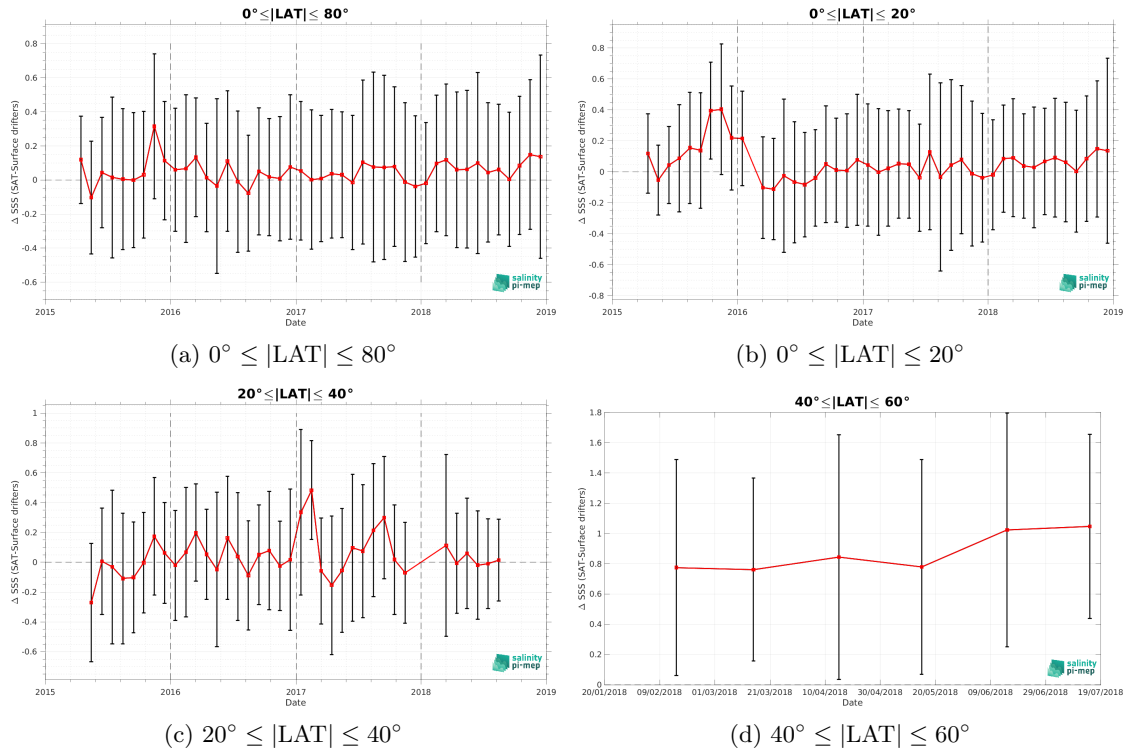 0°≤|LAT|≤ 80°
Δ SSS (SAT-Surface drifters)
0.8
0.6
0.4
0.2
0
-0.2
-0.4
-0.6
2015 2016 2017 2018 2019
Date
salinity
pi-mep
(a) 0° ≤ |LAT| ≤ 80°
0°≤|LAT|≤ 20°
Δ SSS (SAT-Surface drifters)
0.8
0.6
0.4
0.2
0
-0.2
-0.4
-0.6
-0.8
2015 2016 2017 2018 2019
Date
salinity
pi-mep
(b) 0° ≤ |LAT| ≤ 20°
20°≤|LAT|≤ 40°
Δ SSS (SAT-Surface drifters)
1
0.8
0.6
0.4
0.2
0
-0.2
-0.4
-0.6
2015 2016 2017 2018 2019
Date
salinity
pi-mep
(c) 20° ≤ |LAT| ≤ 40°
40°≤|LAT|≤ 60°
Δ SSS (SAT-Surface drifters)
1.8
1.6
1.4
1.2
1
0.8
0.6
0.4
0.2
0
20/01/2018 09/02/2018 01/03/2018 21/03/2018 10/04/2018 30/04/2018 20/05/2018 09/06/2018 29/06/2018 19/07/2018
Date
salinity
pi-mep
(d) 40° ≤ |LAT| ≤ 60°